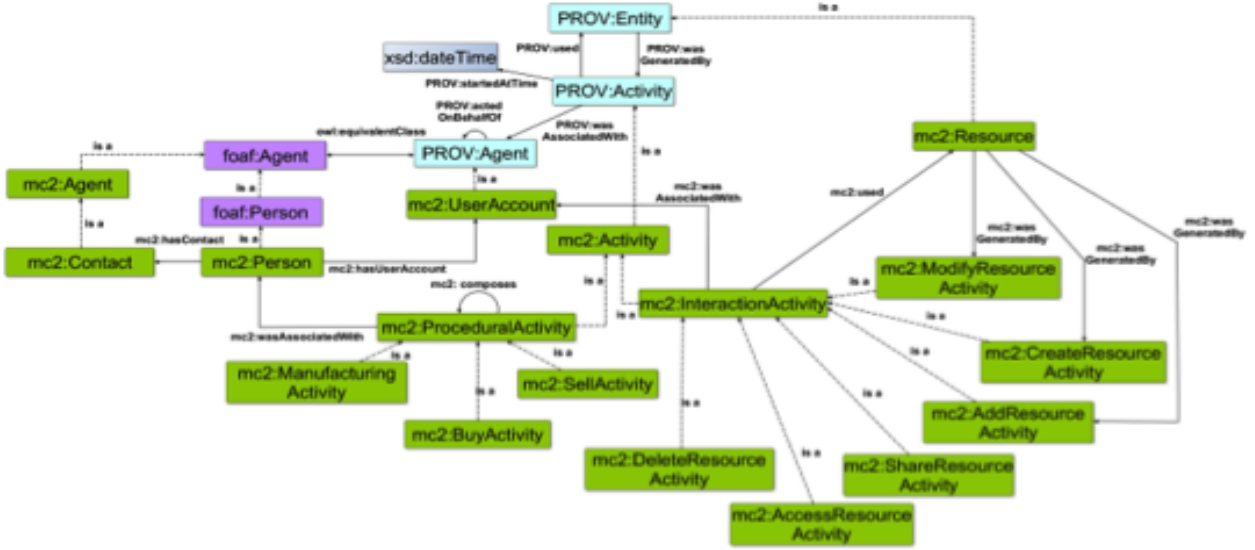 is a
PROV:Entity
PROV:used
PROV:was
GeneratedBy
xsd:dateTime
PROV:startedAtTime
PROV:Activity
PROV:acted
OnBehalfOf
PROV:was
AssociatedWith
owl:equivalentClass
mc2:Resource
is a
foaf:Agent
PROV:Agent
is a
mc2:Agent
is a
is a
mc2:was
AssociatedWith
mc2:used
foaf:Person
mc2:UserAccount
is a
mc2:hasContact
is a
mc2:Activity
mc2:was
GeneratedBy
mc2:was
GeneratedBy
mc2:was
GeneratedBy
mc2:Contact
mc2:Person
mc2:hasUserAccount
mc2:ModifyResource
Activity
is a
mc2: composes
is a
mc2:InteractionActivity
is a
is a
mc2:ProceduralActivity
mc2:wasAssociatedWith
is a
is a
is a
mc2:CreateResource
Activity
mc2:Manufacturing
Activity
mc2:SellActivity
is a
is a
mc2:AddResource
Activity
mc2:BuyActivity
is a
is a
mc2:DeleteResource
Activity
mc2:ShareResource
Activity
mc2:AccessResource
Activity